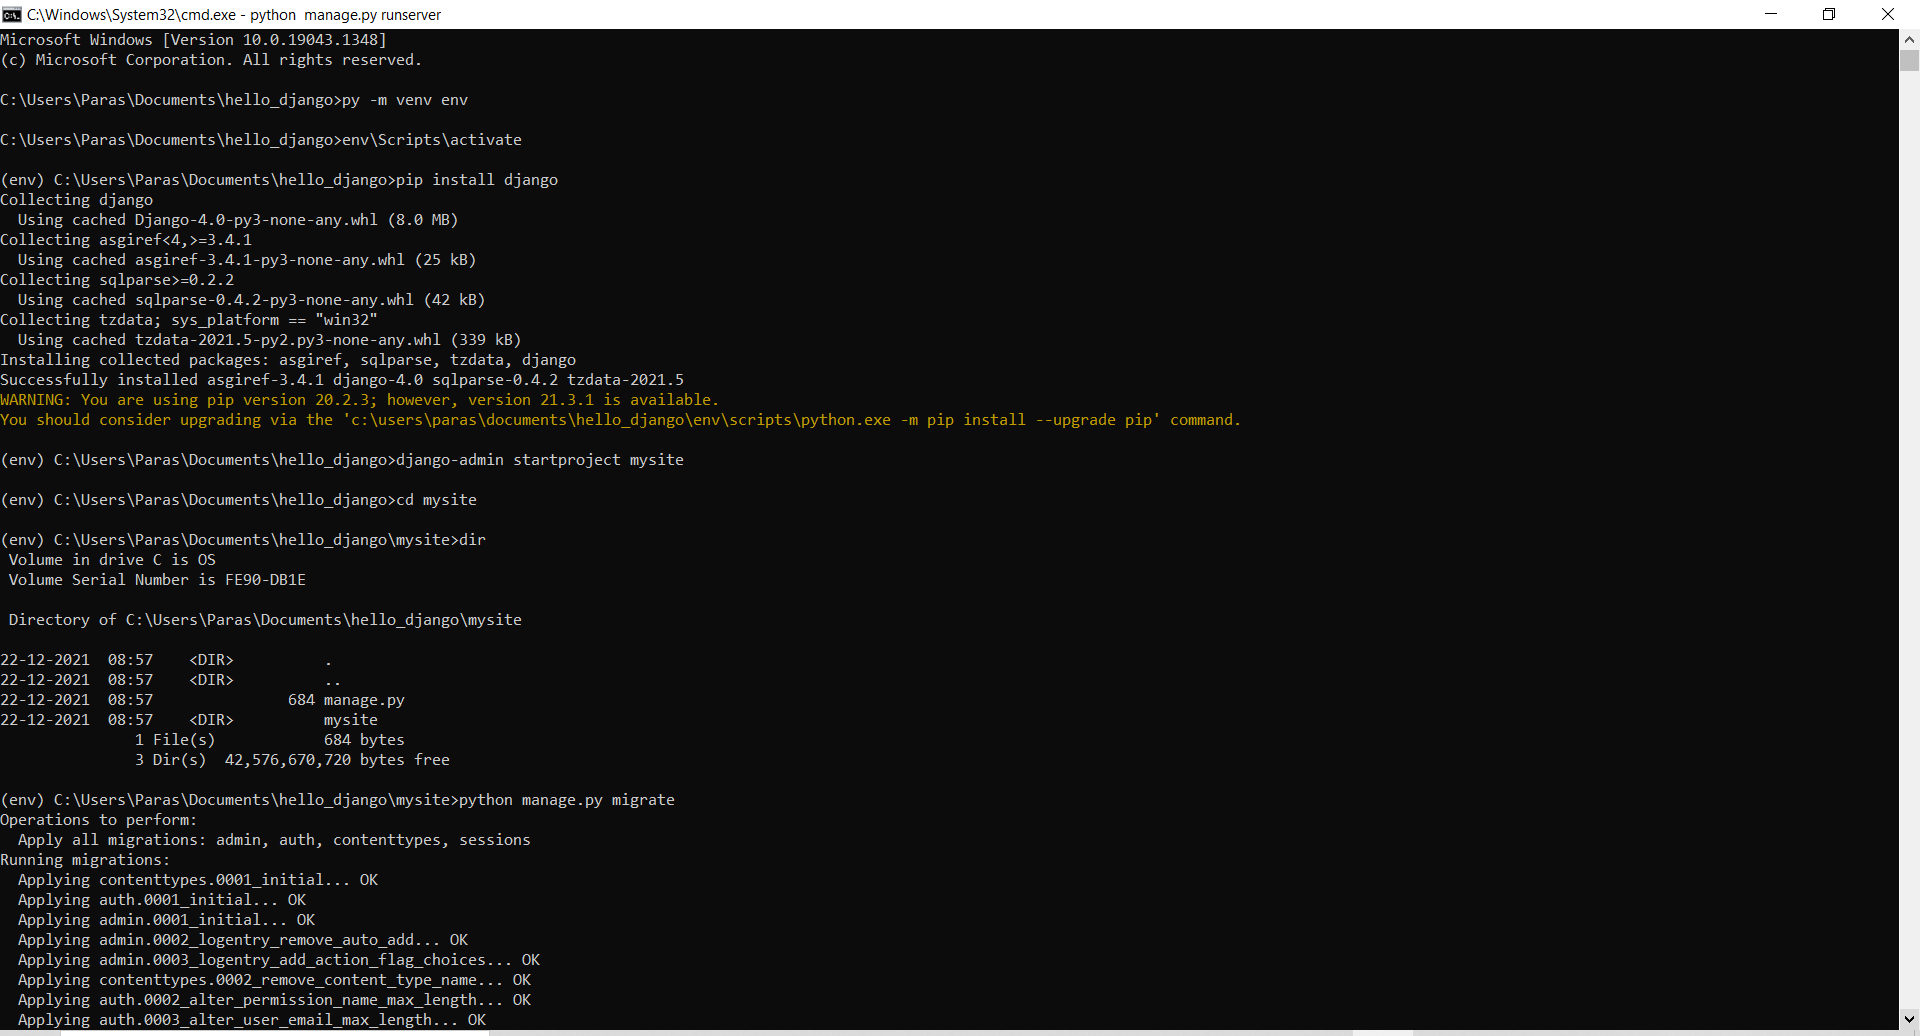 C:\Windows\System32\cmd.exe - python  manage.py runserver
Microsoft Windows [Version 10.0.19043.1348]
(c) Microsoft Corporation. All rights reserved.
C:\Users\Paras\Documents\hello_django>py -m venv env
C:\Users\Paras\Documents\hello_django>env\Scripts\activate
(env) C:\Users\Paras\Documents\hello_django>pip install django
Collecting django
  Using cached Django-4.0-py3-none-any.whl (8.0 MB)
Collecting asgiref<4,>=3.4.1
  Using cached asgiref-3.4.1-py3-none-any.whl (25 kB)
Collecting sqlparse>=0.2.2
  Using cached sqlparse-0.4.2-py3-none-any.whl (42 kB)
Collecting tzdata; sys_platform == "win32"
  Using cached tzdata-2021.5-py2.py3-none-any.whl (339 kB)
Installing collected packages: asgiref, sqlparse, tzdata, django
Successfully installed asgiref-3.4.1 django-4.0 sqlparse-0.4.2 tzdata-2021.5
WARNING: You are using pip version 20.2.3; however, version 21.3.1 is available.
You should consider upgrading via the 'c:\users\paras\documents\hello_django\env\scripts\python.exe -m pip install --upgrade pip' command.
(env) C:\Users\Paras\Documents\hello_django>django-admin startproject mysite
(env) C:\Users\Paras\Documents\hello_django>cd mysite
(env) C:\Users\Paras\Documents\hello_django\mysite>dir
 Volume in drive C is OS
 Volume Serial Number is FE90-DB1E
 Directory of C:\Users\Paras\Documents\hello_django\mysite
22-12-2021  08:57    <DIR>          .
22-12-2021  08:57    <DIR>          ..
22-12-2021  08:57               684 manage.py
22-12-2021  08:57    <DIR>          mysite
               1 File(s)            684 bytes
               3 Dir(s)  42,576,670,720 bytes free
(env) C:\Users\Paras\Documents\hello_django\mysite>python manage.py migrate
Operations to perform:
  Apply all migrations: admin, auth, contenttypes, sessions
Running migrations:
  Applying contenttypes.0001_initial... OK
  Applying auth.0001_initial... OK
  Applying admin.0001_initial... OK
  Applying admin.0002_logentry_remove_auto_add... OK
  Applying admin.0003_logentry_add_action_flag_choices... OK
  Applying contenttypes.0002_remove_content_type_name... OK
  Applying auth.0002_alter_permission_name_max_length... OK
  Applying auth.0003_alter_user_email_max_length... OK